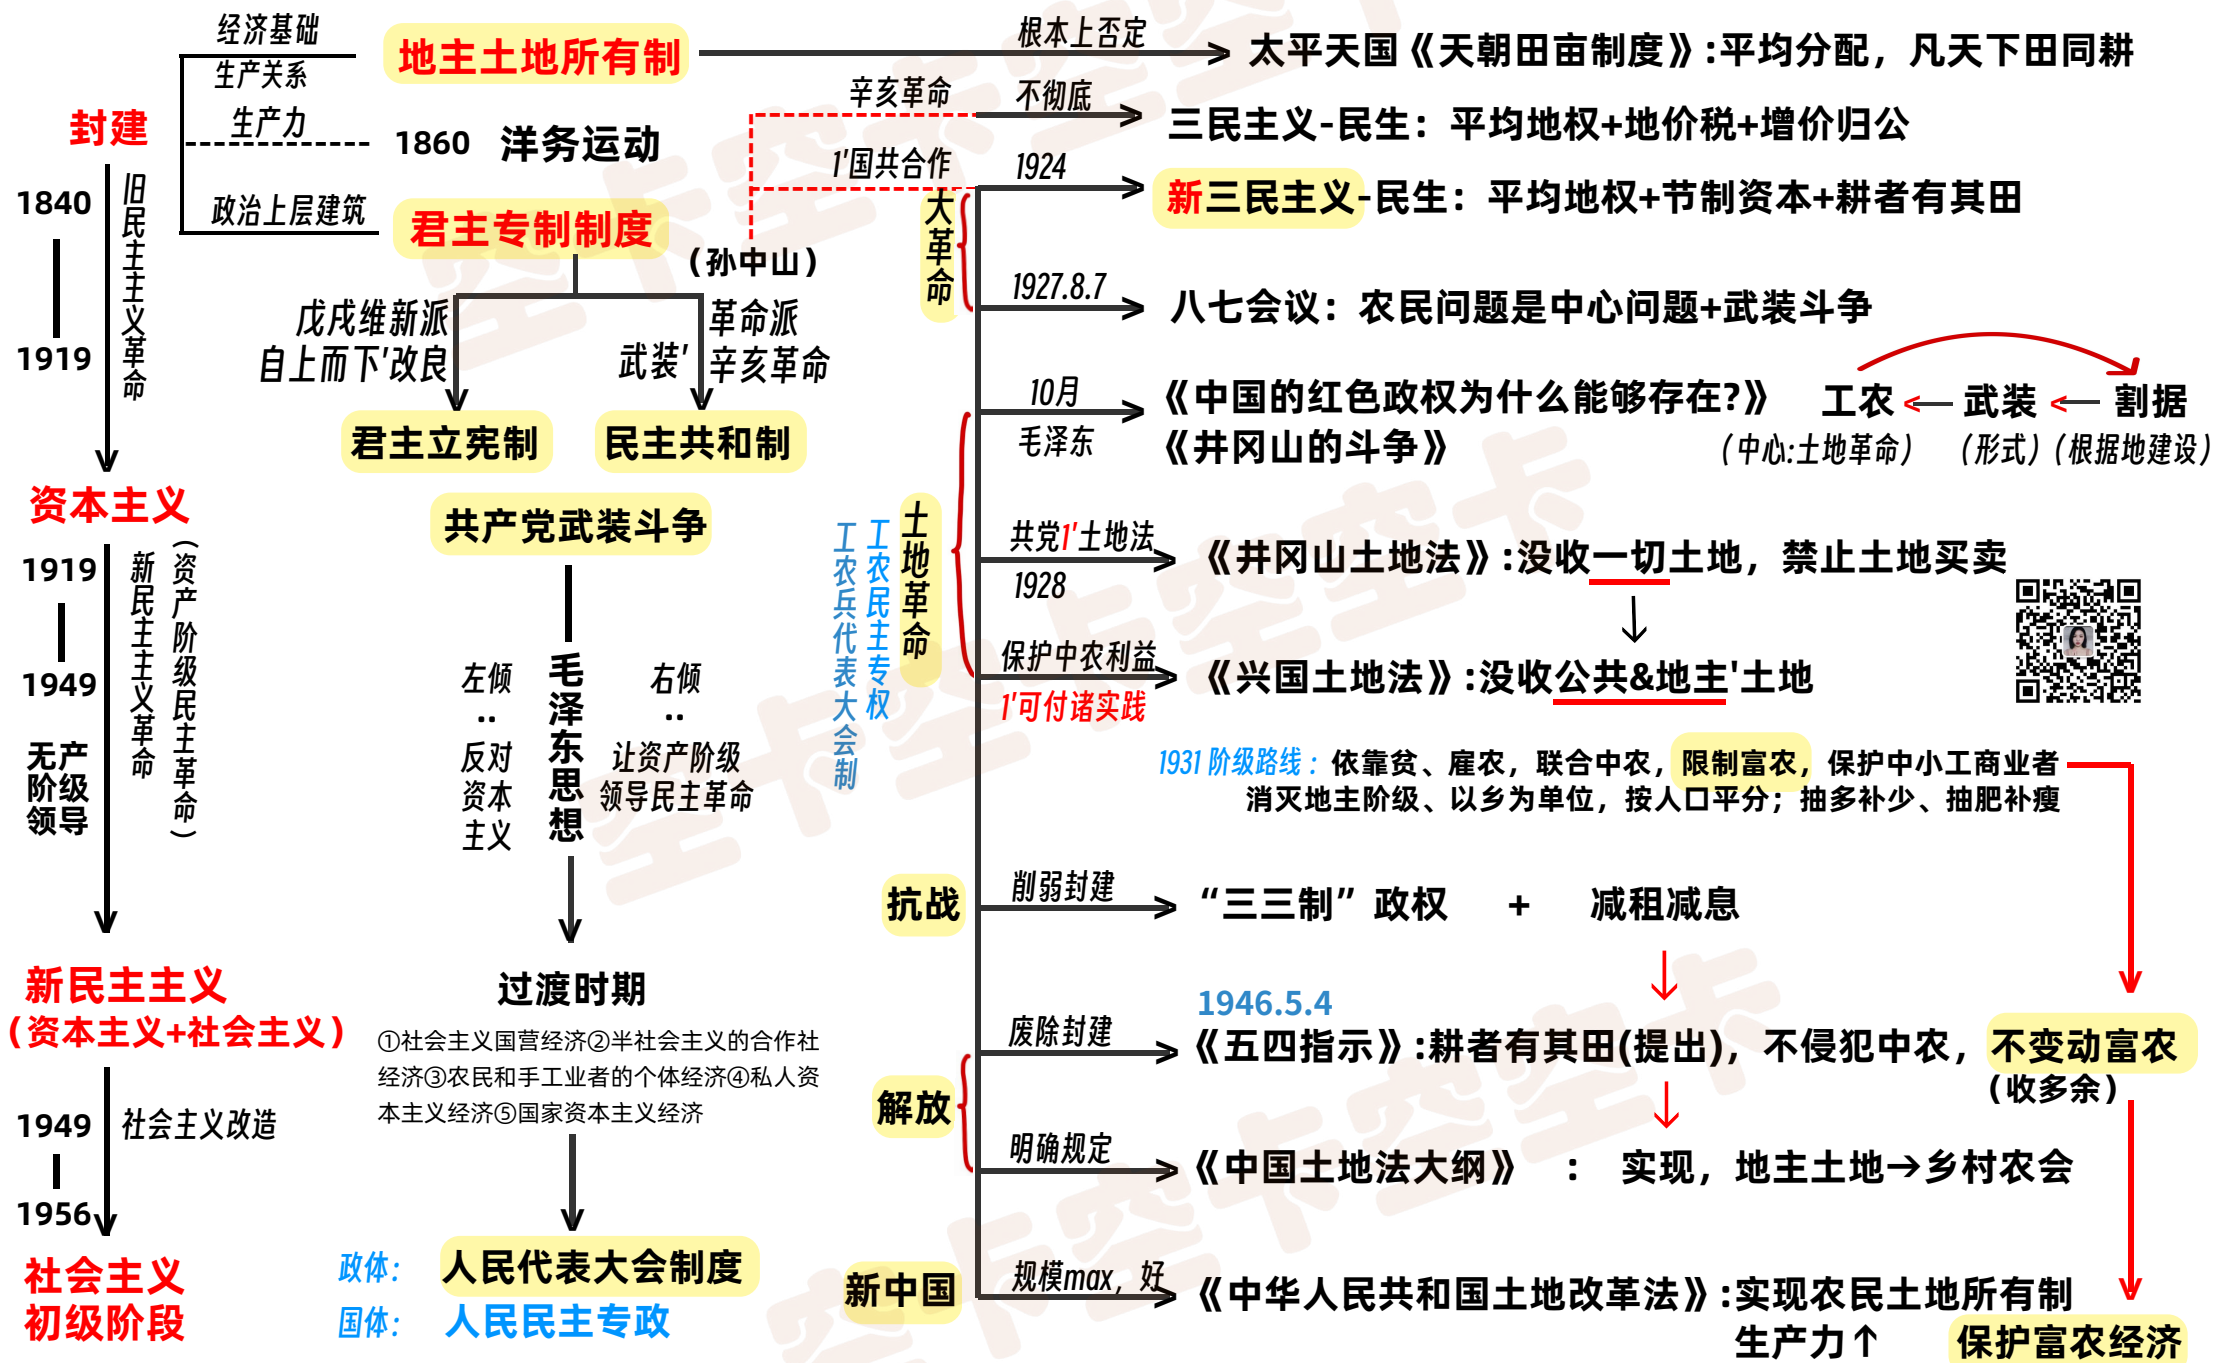 封建
1840
1919
旧民主主义革命
资本主义
1919
1949
新民主主义革命
（资产阶级民主革命）
无产
阶级
领导
新民主主义
（资本主义+社会主义）
1949
1956
社会主义改造
社会主义
初级阶段
经济基础
生产关系
生产力
政治上层建筑
地主土地所有制
1860 洋务运动
君主专制制度
戊戌维新派
自上而下'改良
武装'
革命派
辛亥革命
君主立宪制
民主共和制
共产党武装斗争
左倾
:
反对
资本
主义
毛泽东思想
右倾
:
让资产阶级
领导民主革命
过渡时期
①社会主义国营经济②半社会主义的合作社
经济③农民和手工业者的个体经济④私人资
本主义经济⑤国家资本主义经济
政体： 人民代表大会制度
国体： 人民民主专政
根本上否定
太平天国《天朝田亩制度》:平均分配，凡天下田同耕
辛亥革命
不彻底
三民主义-民生：平均地权+地价税+增价归公
1'国共合作
1924
新三民主义-民生：平均地权+节制资本+耕者有其田
（孙中山）
大革命
1927.8.7
八七会议：农民问题是中心问题+武装斗争
10月
毛泽东
《中国的红色政权为什么能够存在?》
《井冈山的斗争》
工农 武装 割据
（中心:土地革命） （形式）（根据地建设）
土地革命
工农民主专权
工农兵代表大会制
共党1'土地法
1928
《井冈山土地法》:没收一切土地，禁止土地买卖
保护中农利益
1'可付诸实践
《兴国土地法》:没收公共&地主'土地
1931 阶级路线：依靠贫、雇农，联合中农，限制富农，保护中小工商业者
消灭地主阶级、以乡为单位，按人口平分；抽多补少、抽肥补瘦
抗战
削弱封建
“三三制”政权 + 减租减息
解放
废除封建
1946.5.4
《五四指示》:耕者有其田(提出)，不侵犯中农，不变动富农
（收多余）
明确规定
《中国土地法大纲》 ： 实现，地主土地→乡村农会
新中国
规模max，好
《中华人民共和国土地改革法》:实现农民土地所有制
生产力↑ 保护富农经济
空卡空卡空空卡
空卡空卡空空卡
空卡空卡空空卡